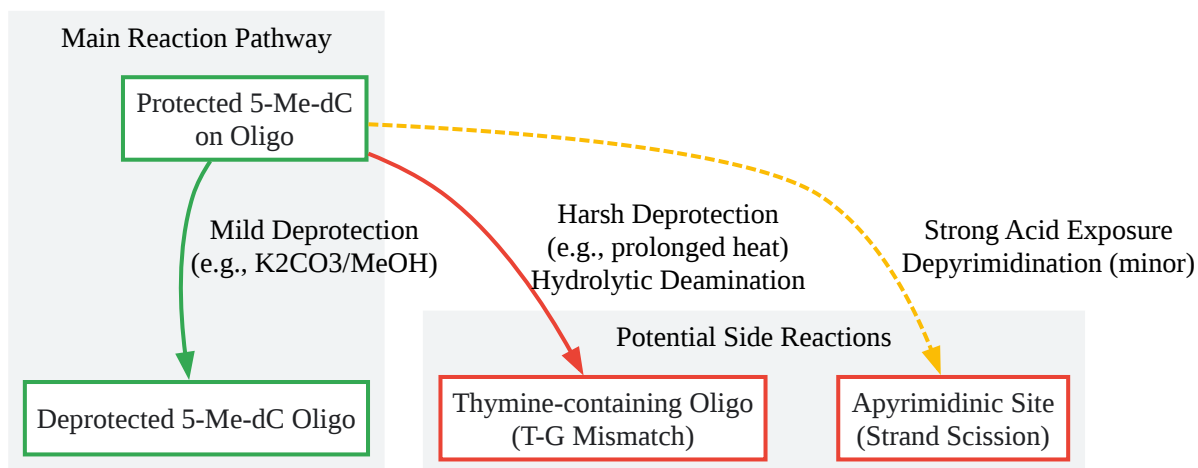 Main Reaction Pathway
Protected 5-Me-dC
on Oligo
Mild Deprotection
(e.g., K2CO3/MeOH)
Harsh Deprotection
(e.g., prolonged heat)
Hydrolytic Deamination
Strong Acid Exposure
Depyrimidination (minor)
Potential Side Reactions
Deprotected 5-Me-dC Oligo
Thymine-containing Oligo
(T-G Mismatch)
Apyrimidinic Site
(Strand Scission)